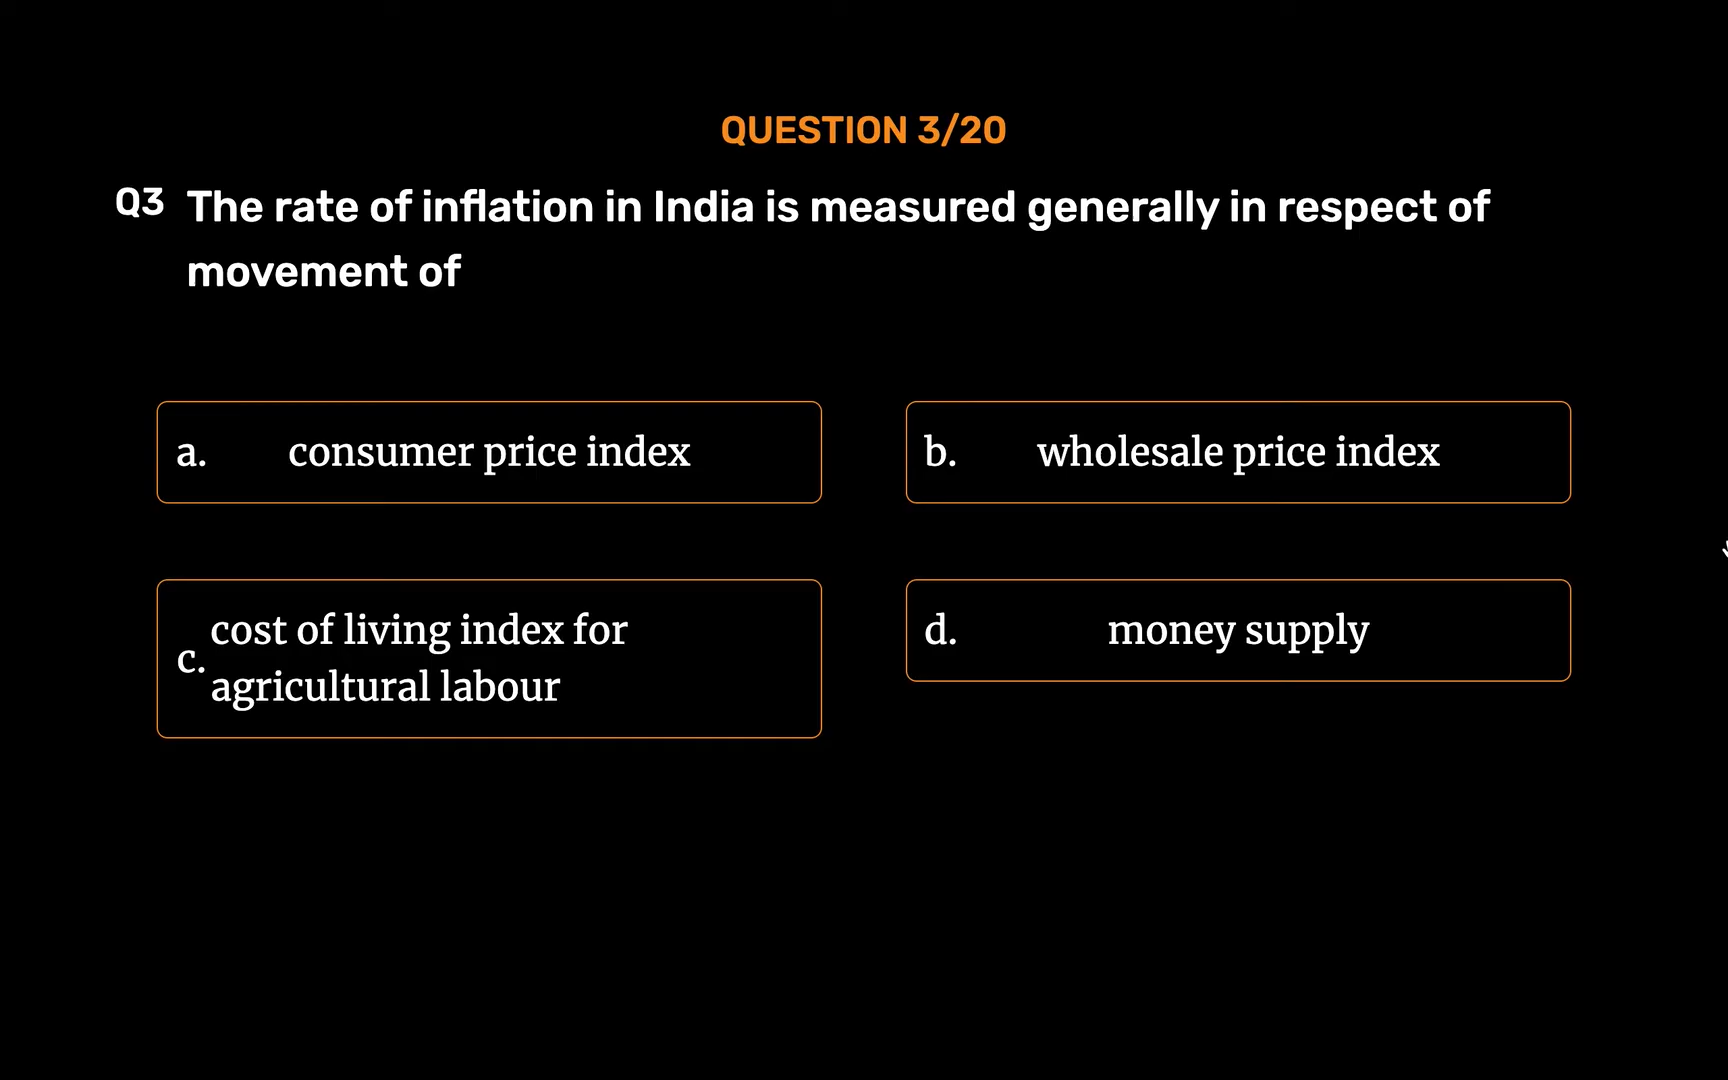 QUESTION 3/20
Q3 The rate of inflation in India is measured generally in respect of
movement of
a. consumer price index
b. wholesale price index
c. cost of living index for
agricultural labour
d. money supply